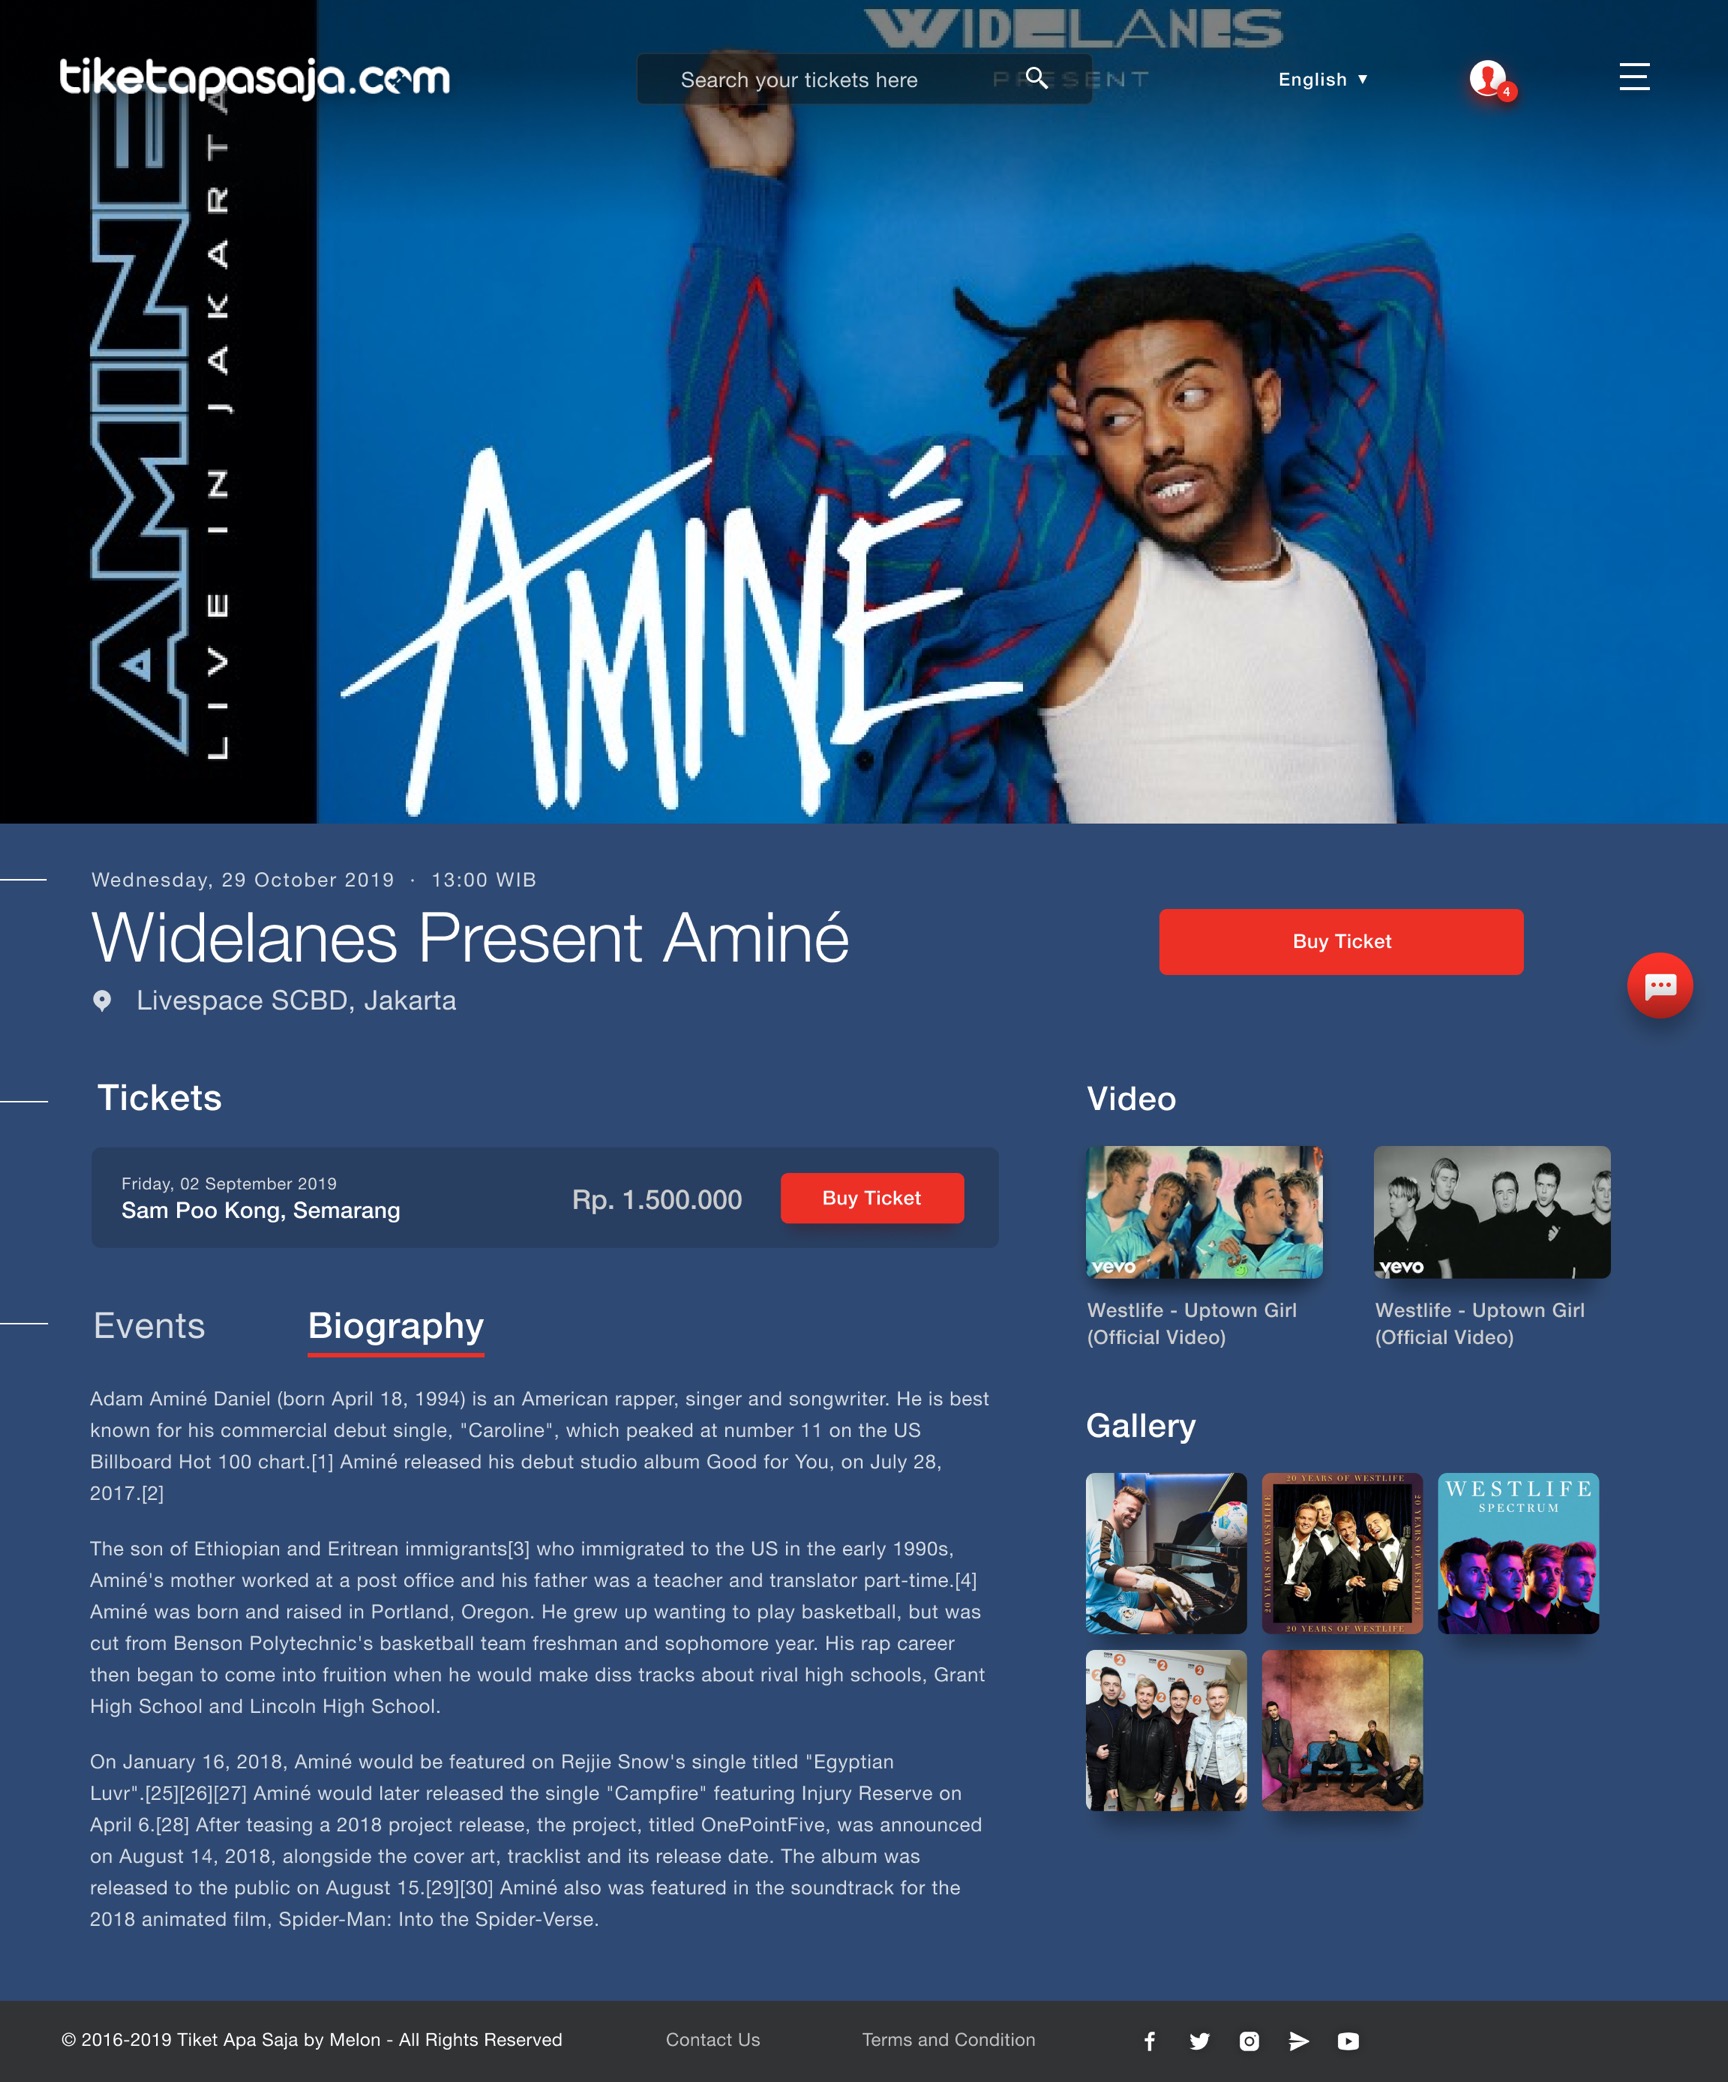 WIDELANES
PRESENT
tiketapasaja.com
Search your tickets here
English ▼
4
AMINE
LIVE IN JAKARTA
AMINÉ
Wednesday, 29 October 2019 · 13:00 WIB
Widelanes Present Aminé
Buy Ticket
Livespace SCBD, Jakarta
Tickets
Friday, 02 September 2019
Sam Poo Kong, Semarang
Rp. 1.500.000
Buy Ticket
Events
Biography
Adam Aminé Daniel (born April 18, 1994) is an American rapper, singer and songwriter. He is best
known for his commercial debut single, "Caroline", which peaked at number 11 on the US
Billboard Hot 100 chart.[1] Aminé released his debut studio album Good for You, on July 28,
2017.[2]
The son of Ethiopian and Eritrean immigrants[3] who immigrated to the US in the early 1990s,
Aminé's mother worked at a post office and his father was a teacher and translator part-time.[4]
Aminé was born and raised in Portland, Oregon. He grew up wanting to play basketball, but was
cut from Benson Polytechnic's basketball team freshman and sophomore year. His rap career
then began to come into fruition when he would make diss tracks about rival high schools, Grant
High School and Lincoln High School.
On January 16, 2018, Aminé would be featured on Rejjie Snow's single titled "Egyptian
Luvr".[25][26][27] Aminé would later released the single "Campfire" featuring Injury Reserve on
April 6.[28] After teasing a 2018 project release, the project, titled OnePointFive, was announced
on August 14, 2018, alongside the cover art, tracklist and its release date. The album was
released to the public on August 15.[29][30] Aminé also was featured in the soundtrack for the
2018 animated film, Spider-Man: Into the Spider-Verse.
Video
vevo
vevo
Westlife - Uptown Girl
(Official Video)
Westlife - Uptown Girl
(Official Video)
Gallery
20 YEARS OF WESTLIFE
20 YEARS OF WESTLIFE
20 YEARS OF WESTLIFE
20 YEARS OF WESTLIFE
WESTLIFE
SPECTRUM
© 2016-2019 Tiket Apa Saja by Melon - All Rights Reserved
Contact Us
Terms and Condition